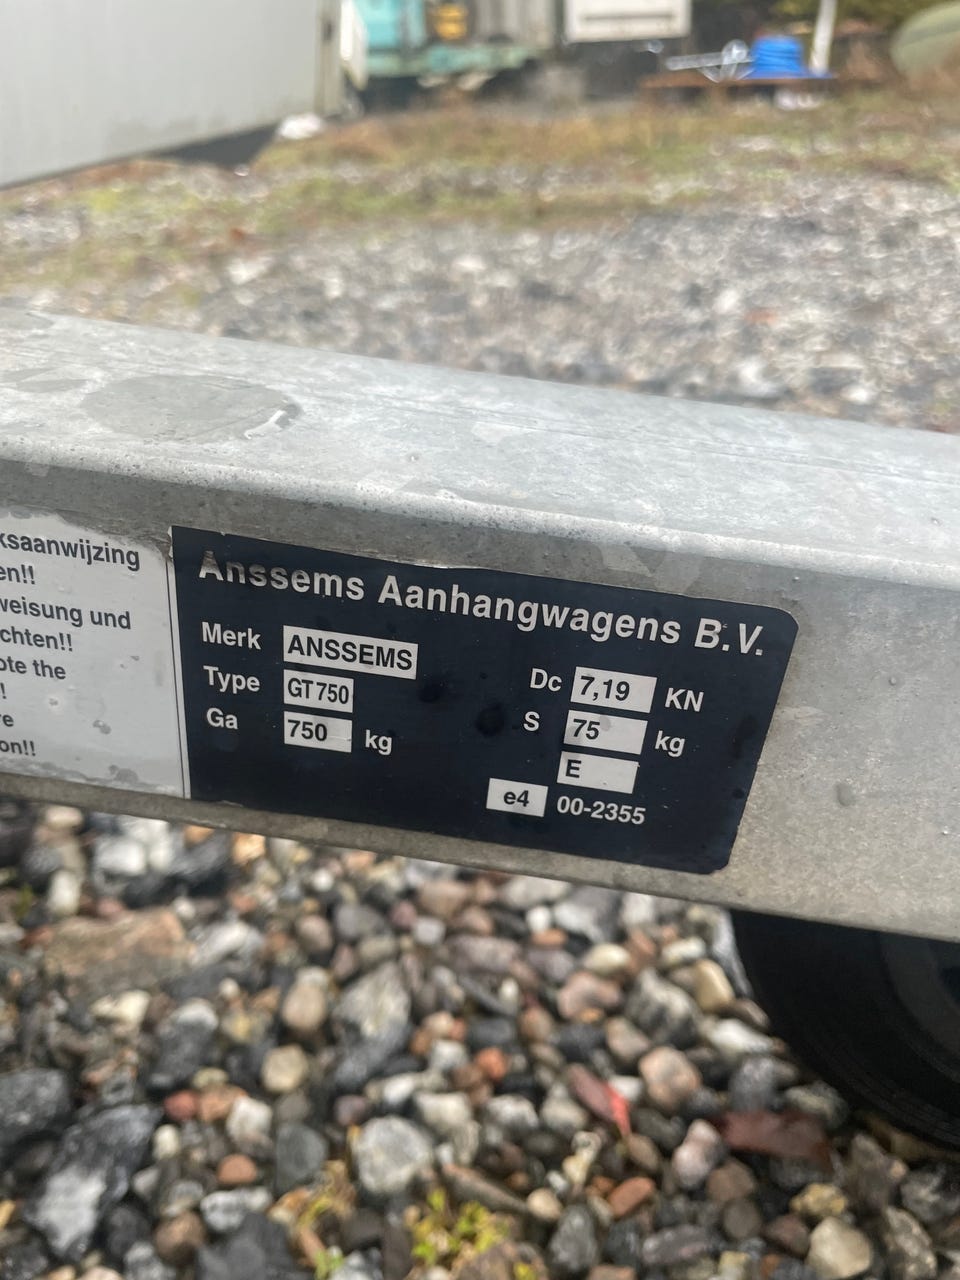 ksaanwijzing
en!!
weisung und
chten!!
ote the
!
re
on!!
Anssems Aanhangwagens B.V.
Merk ANSSEMS
Type GT750
Ga 750 kg
Dc 7,19 KN
S 75 kg
E
e4 00-2355